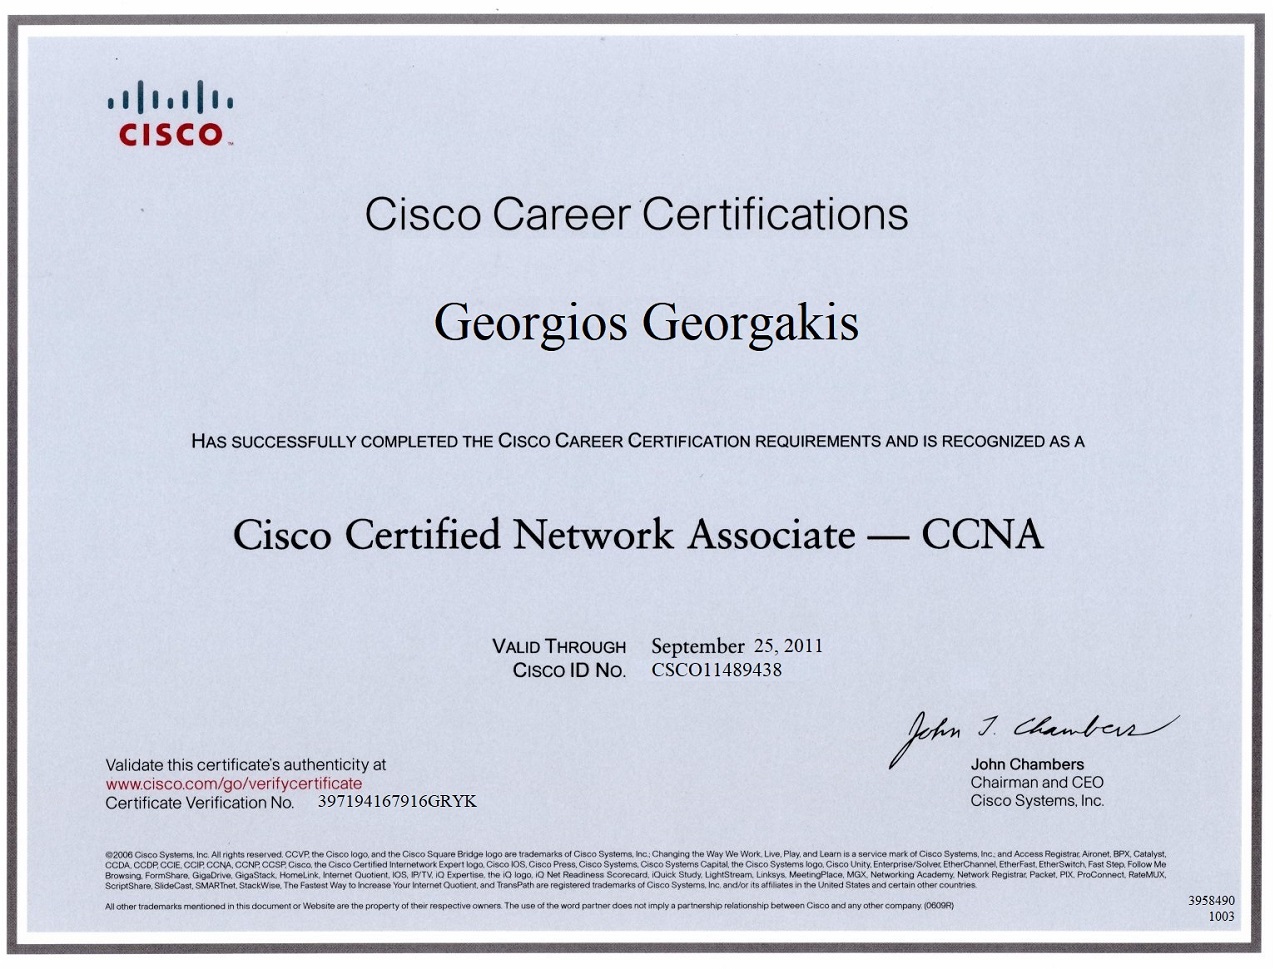 CISCO™
Cisco Career Certifications
Georgios Georgakis
HAS SUCCESSFULLY COMPLETED THE CISCO CAREER CERTIFICATION REQUIREMENTS AND IS RECOGNIZED AS A
Cisco Certified Network Associate — CCNA
VALID THROUGH September 25, 2011
CISCO ID NO. CSCO11489438
John T. Chambers
John Chambers
Chairman and CEO
Cisco Systems, Inc.
Validate this certificate's authenticity at
www.cisco.com/go/verifycertificate
Certificate Verification No. 397194167916GRYK
©2006 Cisco Systems, Inc. All rights reserved. CCVP, the Cisco logo, and the Cisco Square Bridge logo are trademarks of Cisco Systems, Inc.; Changing the Way We Work, Live, Play, and Learn is a service mark of Cisco Systems, Inc.; and Access Registrar, Aironet, BPX, Catalyst,
CCDA, CCDP, CCIE, CCIP, CCNA, CCNP, CCSP, Cisco, the Cisco Certified Internetwork Expert logo, Cisco IOS, Cisco Press, Cisco Systems, Cisco Systems Capital, the Cisco Systems logo, Cisco Unity, Enterprise/Solver, EtherChannel, EtherFast, EtherSwitch, Fast Step, Follow Me
Browsing, FormShare, GigaDrive, GigaStack, HomeLink, Internet Quotient, IOS, IP/TV, iQ Expertise, the iQ logo, iQ Net Readiness Scorecard, iQuick Study, LightStream, Linksys, MeetingPlace, MGX, Networking Academy, Network Registrar, Packet, PIX, ProConnect, RateMUX,
ScriptShare, SlideCast, SMARTnet, StackWise, The Fastest Way to Increase Your Internet Quotient, and TransPath are registered trademarks of Cisco Systems, Inc. and/or its affiliates in the United States and certain other countries.
All other trademarks mentioned in this document or Website are the property of their respective owners. The use of the word partner does not imply a partnership relationship between Cisco and any other company. (0609R)
3958490
1003